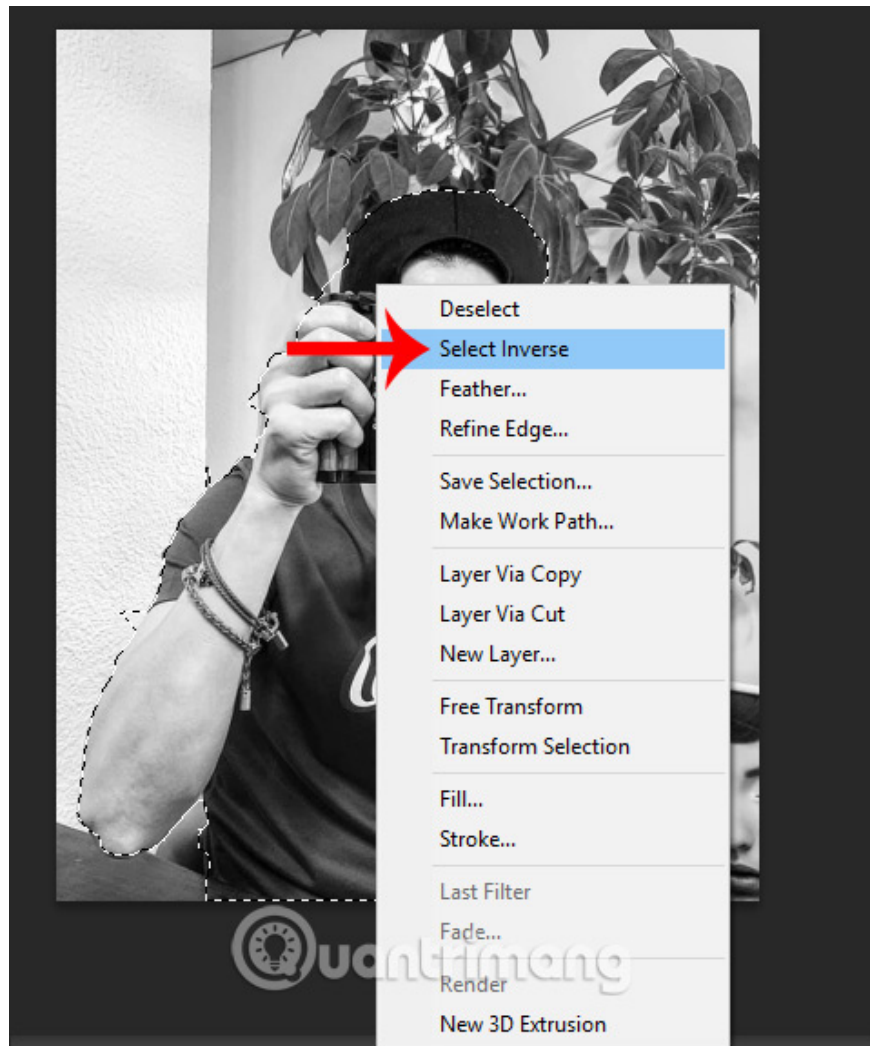 Deselect
Select Inverse
Feather...
Refine Edge...
Save Selection...
Make Work Path...
Layer Via Copy
Layer Via Cut
New Layer...
Free Transform
Transform Selection
Fill...
Stroke...
Last Filter
Fade...
Quantrimang
Render
New 3D Extrusion